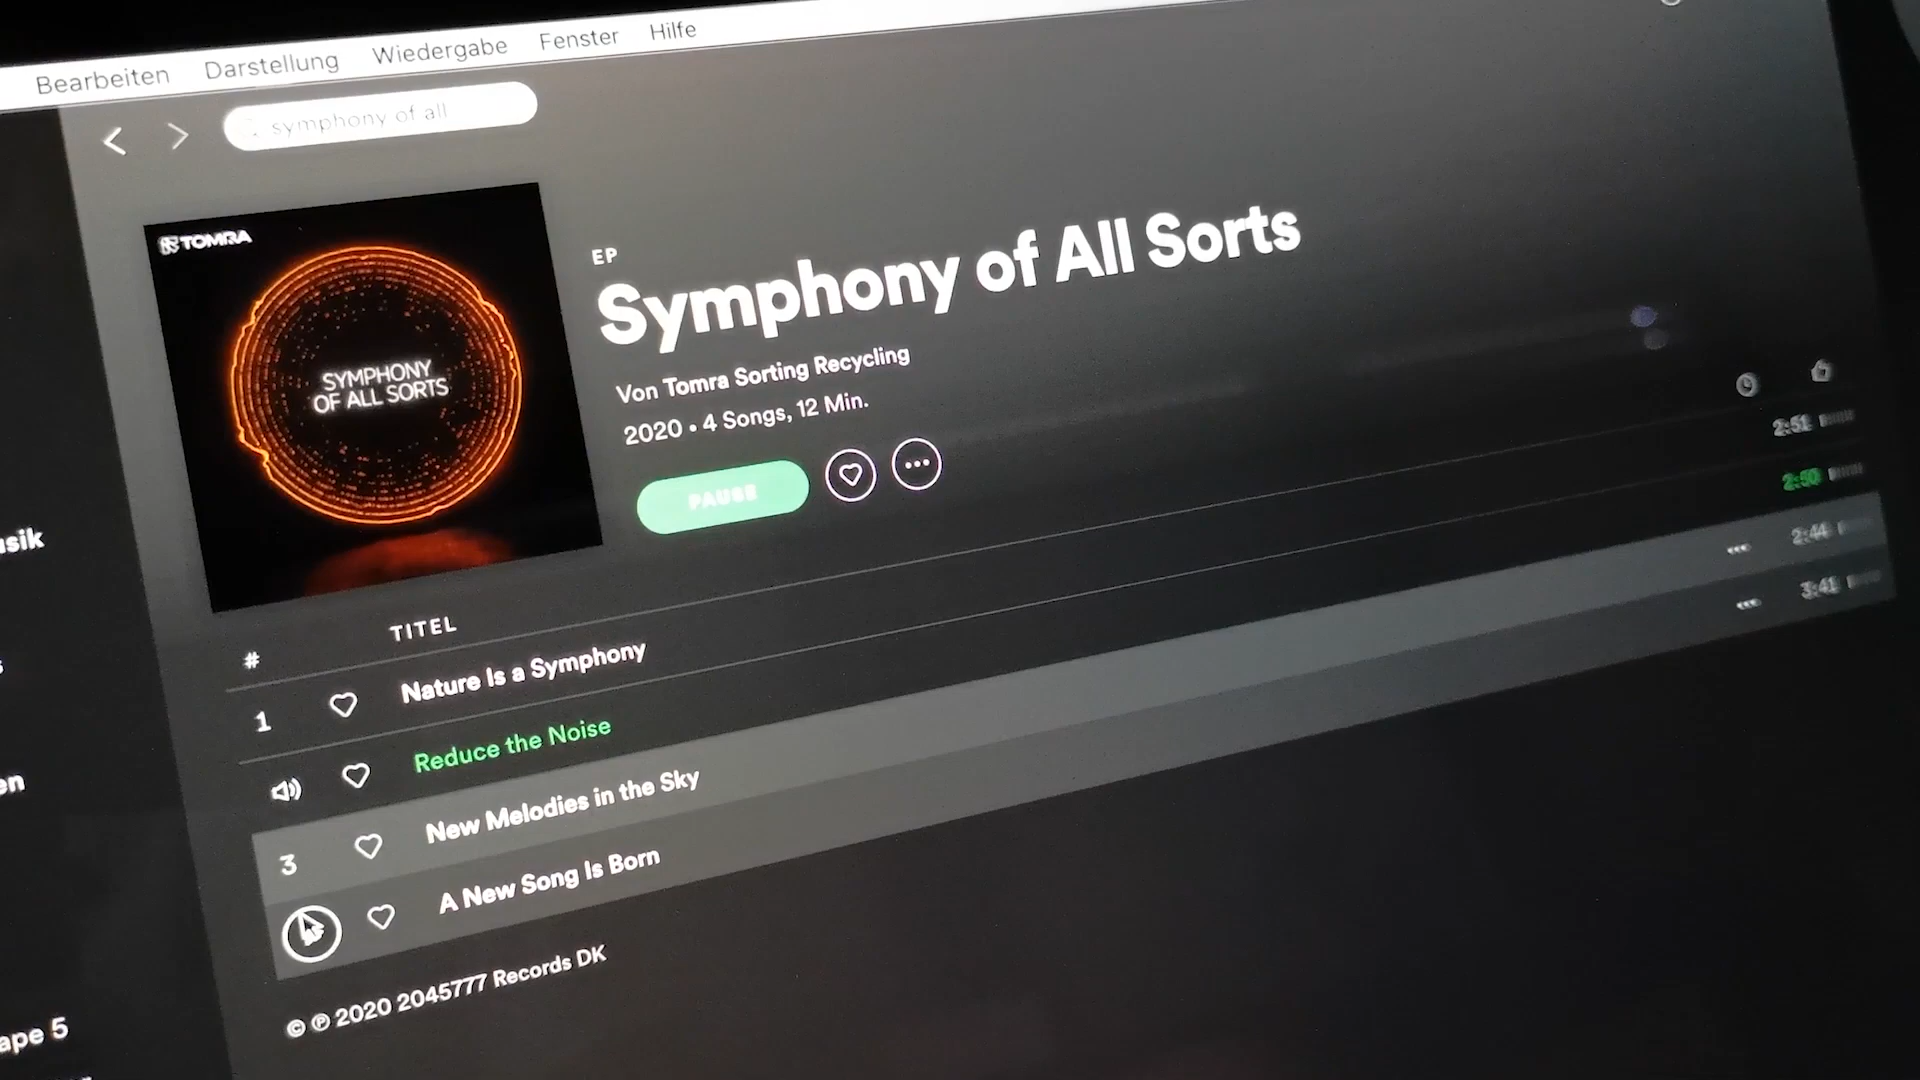 Bearbeiten Darstellung Wiedergabe Fenster Hilfe
symphony of all
TOMRA
SYMPHONY
OF ALL SORTS
EP
Symphony of All Sorts
Von Tomra Sorting Recycling
2020 • 4 Songs, 12 Min.
PAUSE
# TITEL
1 Nature Is a Symphony 2:51
Reduce the Noise 2:50
3 New Melodies in the Sky 2:44
A New Song Is Born 3:41
© ℗ 2020 2045777 Records DK